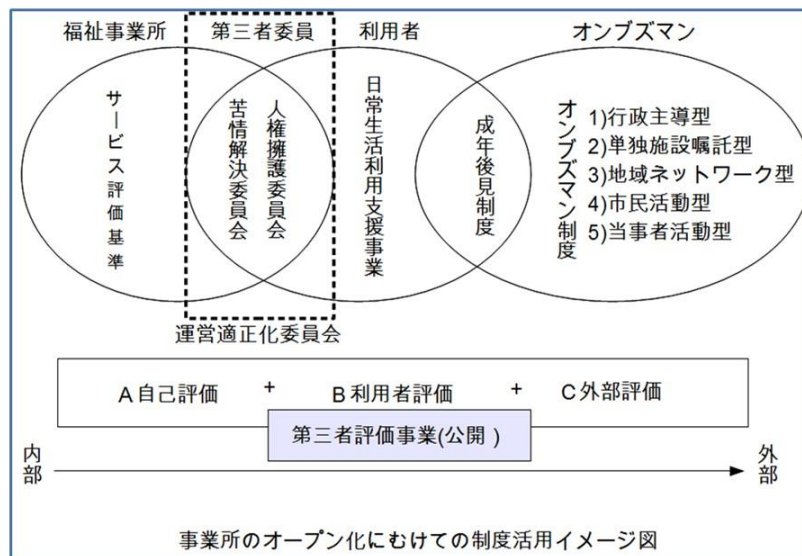 福祉事業所
第三者委員
利用者
オンブズマン
サービス評価基準
苦情解決委員会
人権擁護委員会
日常生活利用支援事業
成年後見制度
オンブズマン制度
1)行政主導型
2)単独施設嘱託型
3)地域ネットワーク型
4)市民活動型
5)当事者活動型
運営適正化委員会
A自己評価 + B利用者評価 + C外部評価
第三者評価事業(公開)
内部
外部
事業所のオープン化にむけての制度活用イメージ図